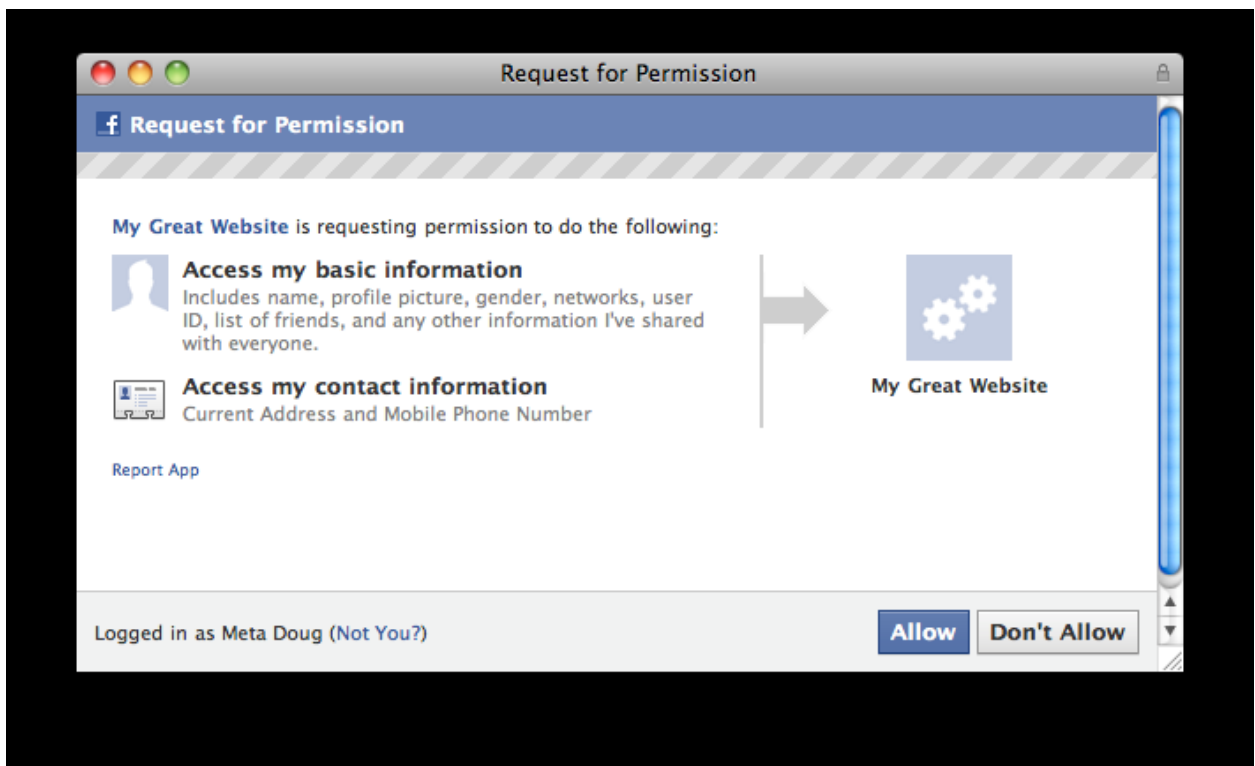 Request for Permission
f Request for Permission
My Great Website is requesting permission to do the following:
Access my basic information
Includes name, profile picture, gender, networks, user
ID, list of friends, and any other information I've shared
with everyone.
Access my contact information
Current Address and Mobile Phone Number
My Great Website
Report App
Logged in as Meta Doug (Not You?)
Allow
Don't Allow